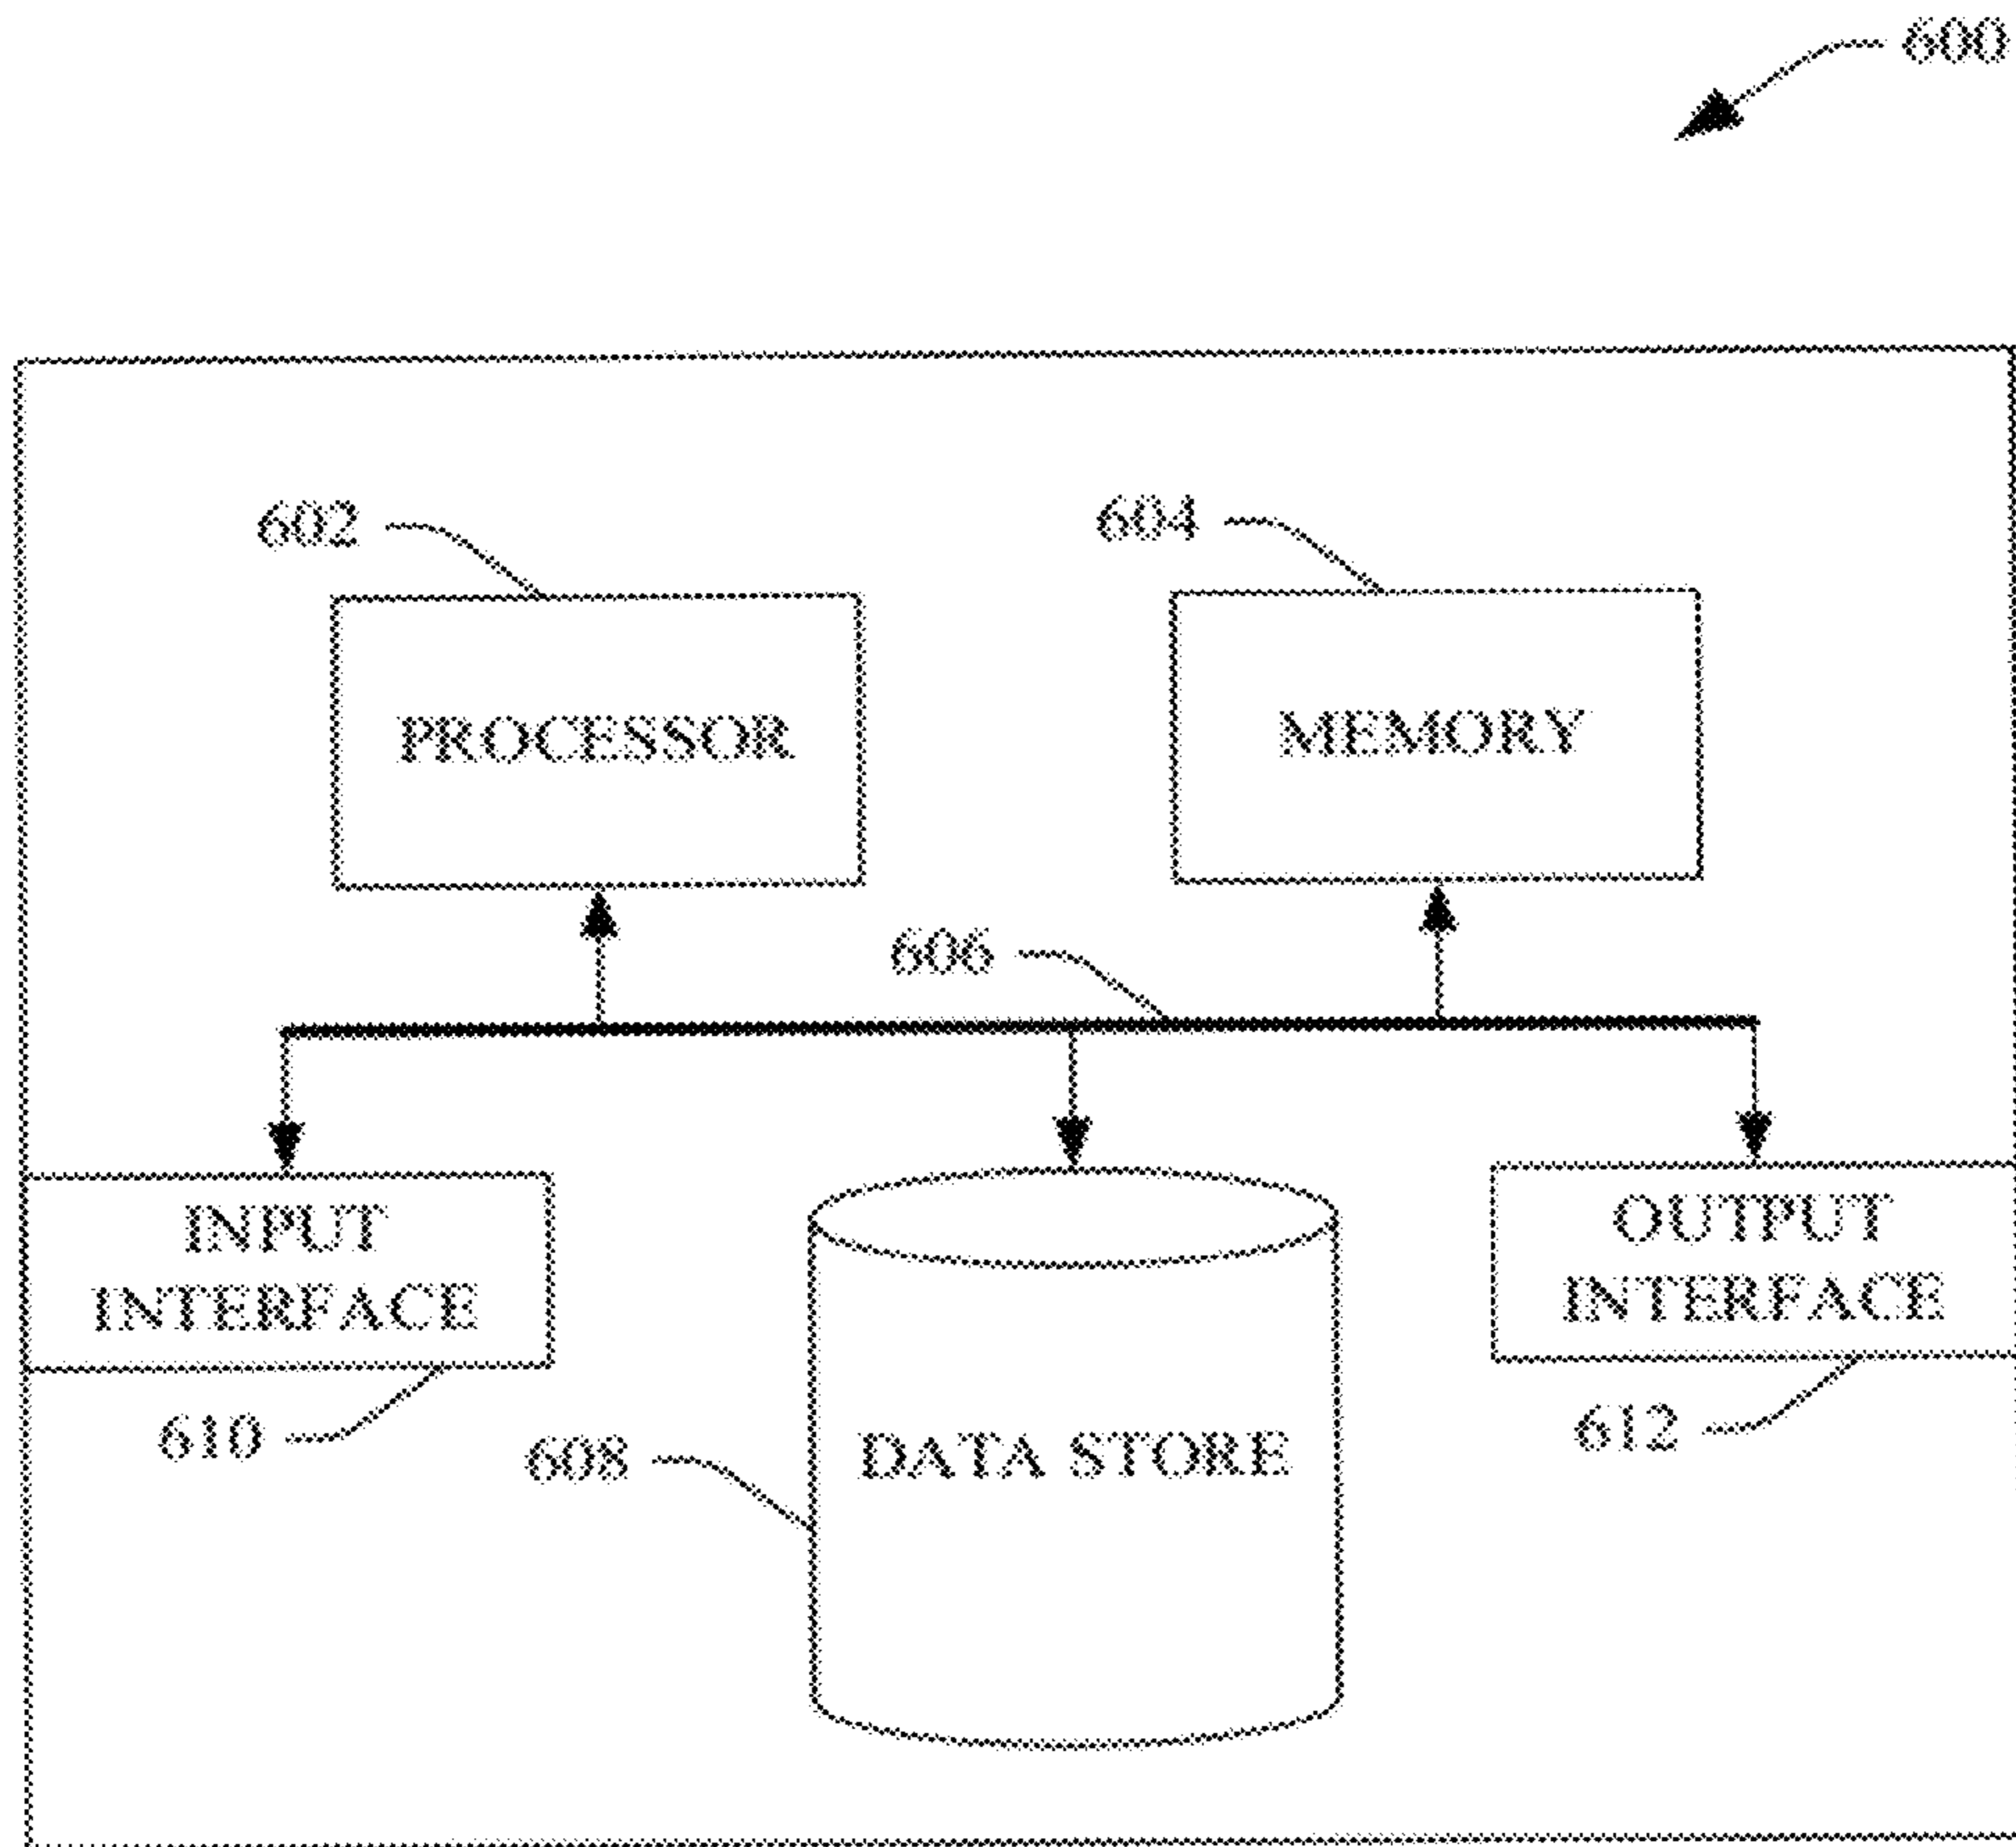 600
602
604
PROCESSOR
MEMORY
606
INPUT
INTERFACE
OUTPUT
INTERFACE
610
608
DATA STORE
612